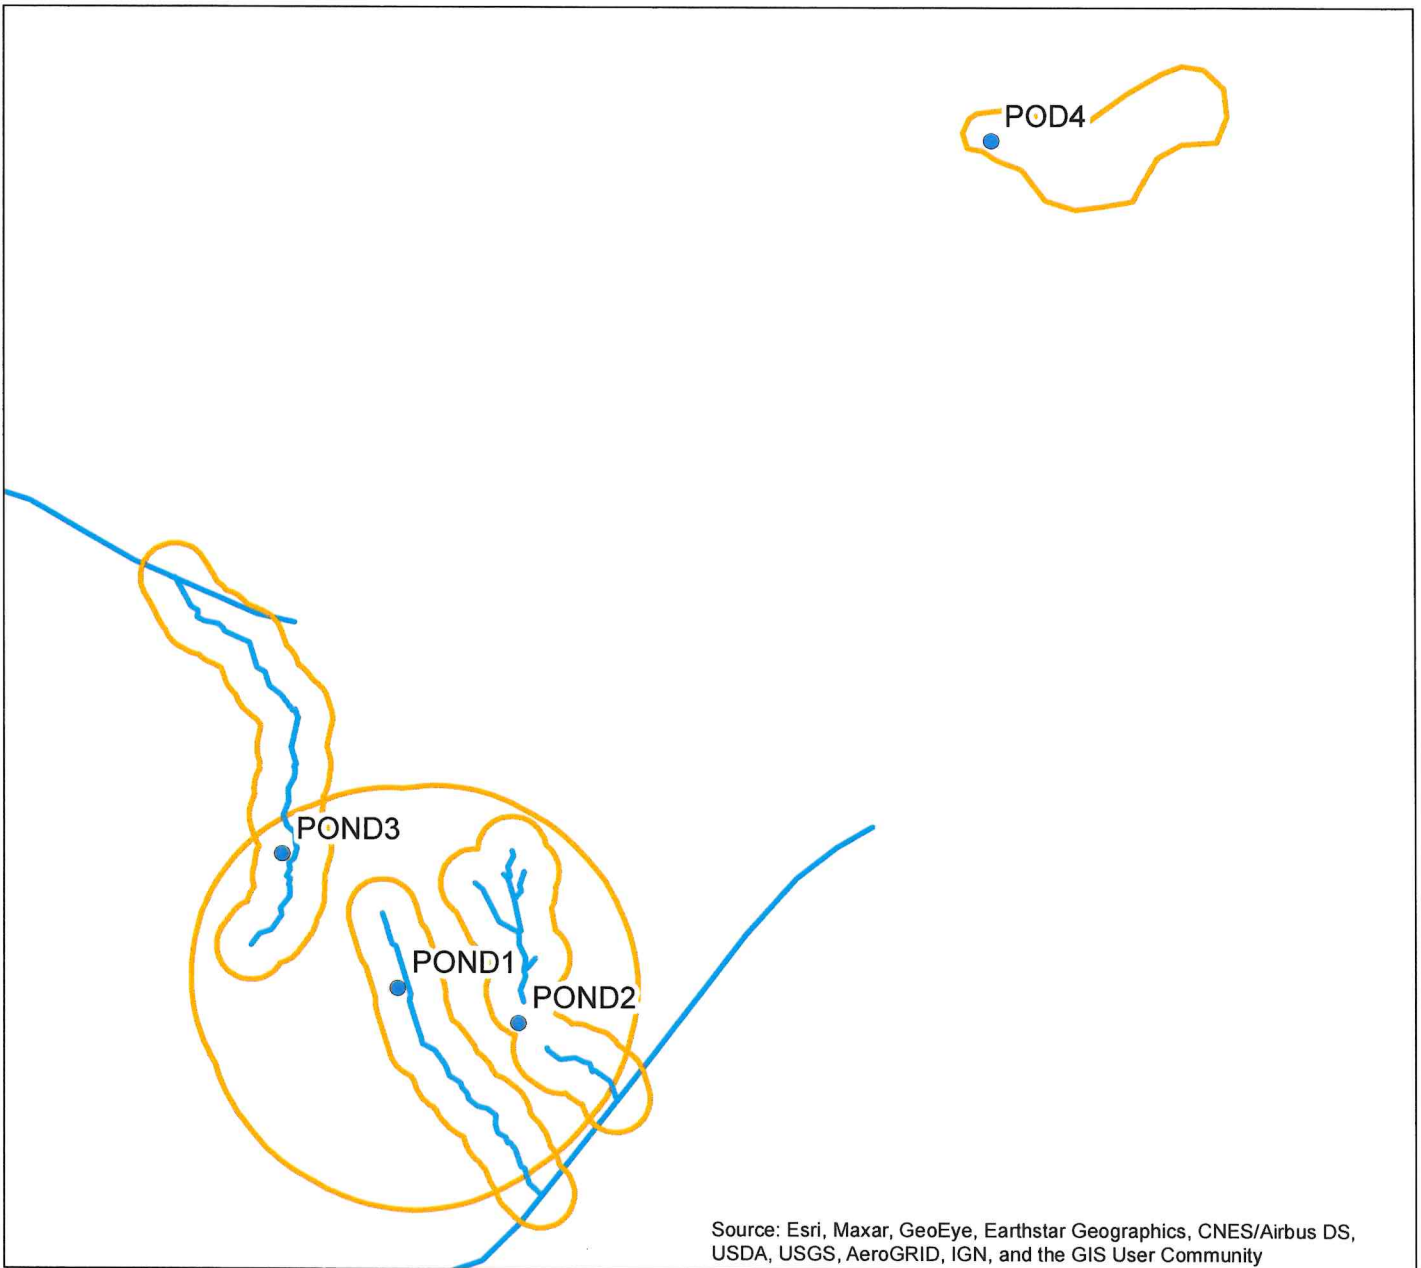 POD4
POND3
POND1
POND2
Source: Esri, Maxar, GeoEye, Earthstar Geographics, CNES/Airbus DS,
USDA, USGS, AeroGRID, IGN, and the GIS User Community